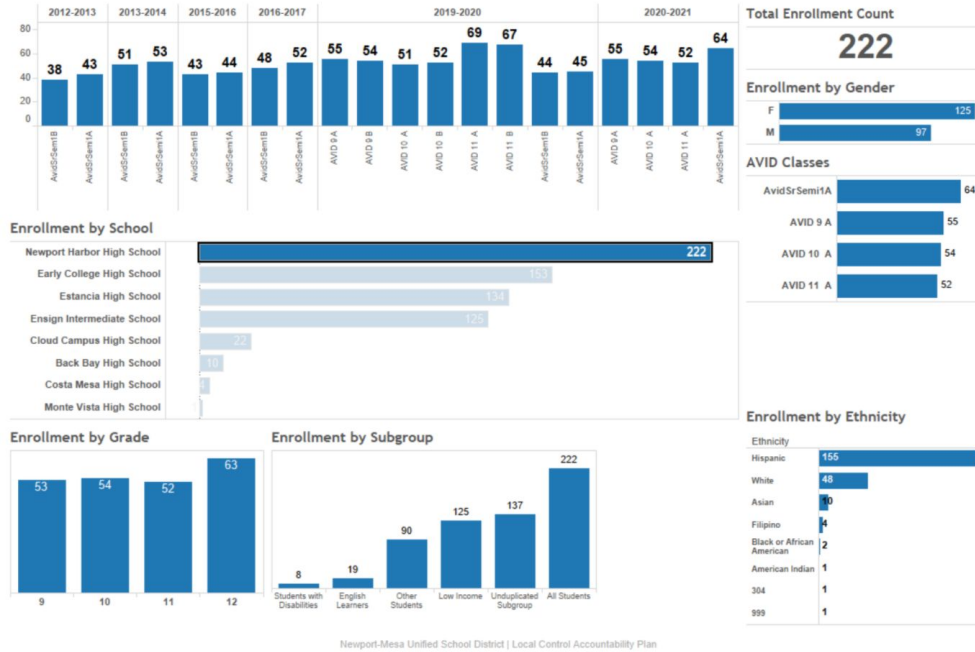 2012-2013 2013-2014 2015-2016 2016-2017 2019-2020 2020-2021
80
60
40
20
0
38 43 51 53 43 44 48 52 55 54 51 52 69 67 44 45 55 54 52 64
AvidSrSem1B AvidSrSemi1A AvidSrSem1B AvidSrSemi1A AvidSrSem1B AvidSrSemi1A AvidSrSem1B AvidSrSemi1A AVID 9 A AVID 9 B AVID 10 A AVID 10 B AVID 11 A AVID 11 B AvidSrSem1B AvidSrSemi1A AVID 9 A AVID 10 A AVID 11 A AvidSrSemi1A
Total Enrollment Count
222
Enrollment by Gender
F 125
M 97
AVID Classes
AvidSrSemi1A 64
AVID 9 A 55
AVID 10 A 54
AVID 11 A 52
Enrollment by School
Newport Harbor High School 222
Early College High School 153
Estancia High School 134
Ensign Intermediate School 125
Cloud Campus High School 22
Back Bay High School 10
Costa Mesa High School 4
Monte Vista High School
Enrollment by Grade
53 54 52 63
9 10 11 12
Enrollment by Subgroup
8 19 90 125 137 222
Students with Disabilities
English Learners
Other Students
Low Income
Unduplicated Subgroup
All Students
Enrollment by Ethnicity
Ethnicity
Hispanic 155
White 48
Asian 10
Filipino 4
Black or African American 2
American Indian 1
304 1
999 1
Newport-Mesa Unified School District | Local Control Accountability Plan